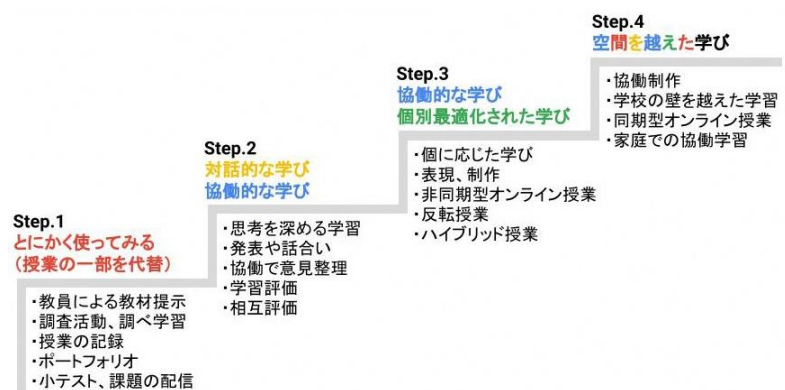 Step.1
とにかく使ってみる
（授業の一部を代替）
・教員による教材提示
・調査活動、調べ学習
・授業の記録
・ポートフォリオ
・小テスト、課題の配信
Step.2
対話的な学び
協働的な学び
・思考を深める学習
・発表や話合い
・協働で意見整理
・学習評価
・相互評価
Step.3
協働的な学び
個別最適化された学び
・個に応じた学び
・表現、制作
・非同期型オンライン授業
・反転授業
・ハイブリッド授業
Step.4
空間を越えた学び
・協働制作
・学校の壁を越えた学習
・同期型オンライン授業
・家庭での協働学習